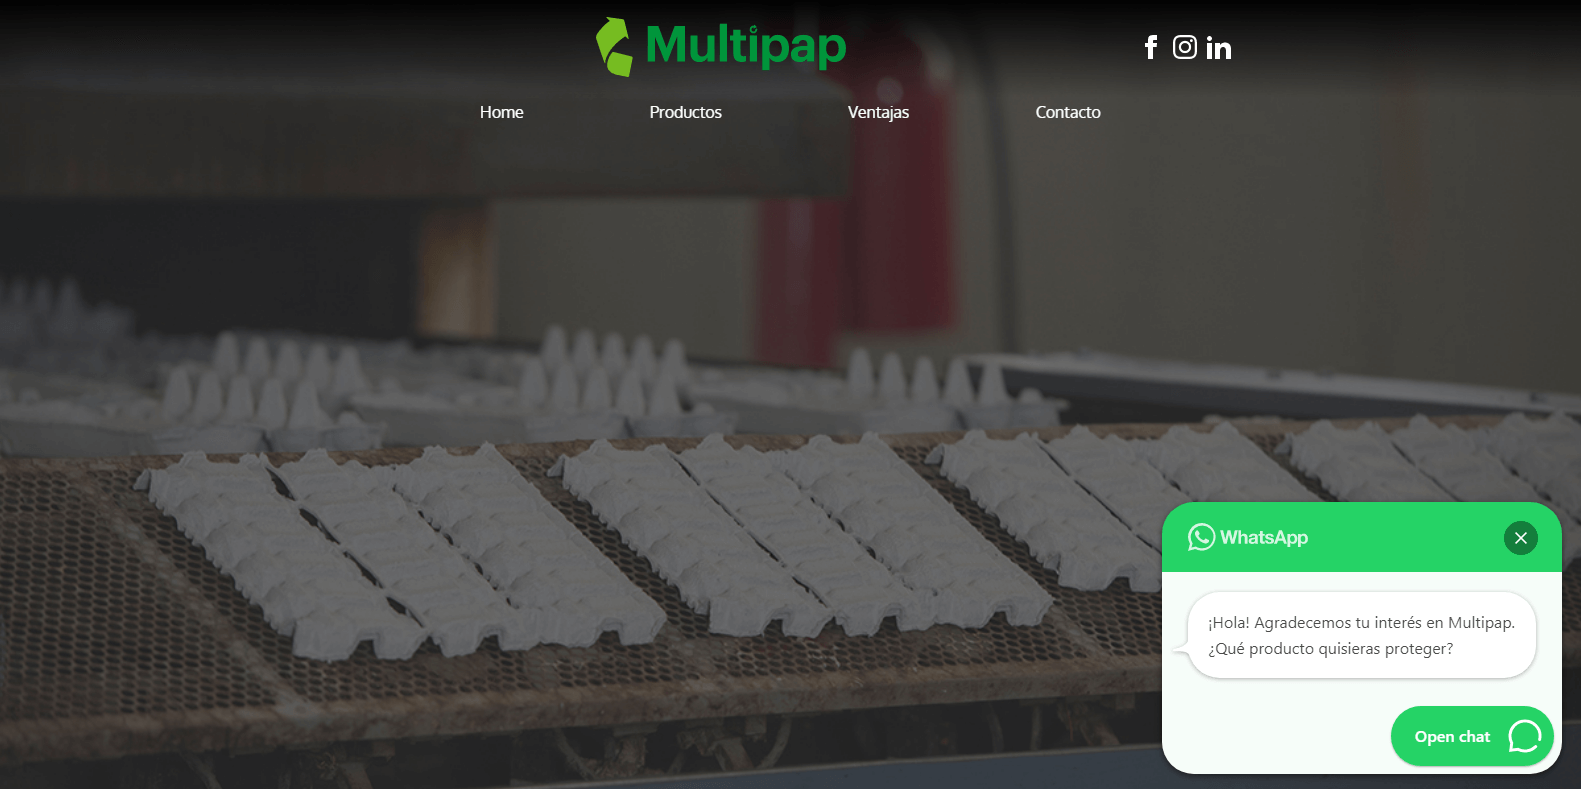 Multipap
Home
Productos
Ventajas
Contacto
WhatsApp
¡Hola! Agradecemos tu interés en Multipap.
¿Qué producto quisieras proteger?
Open chat